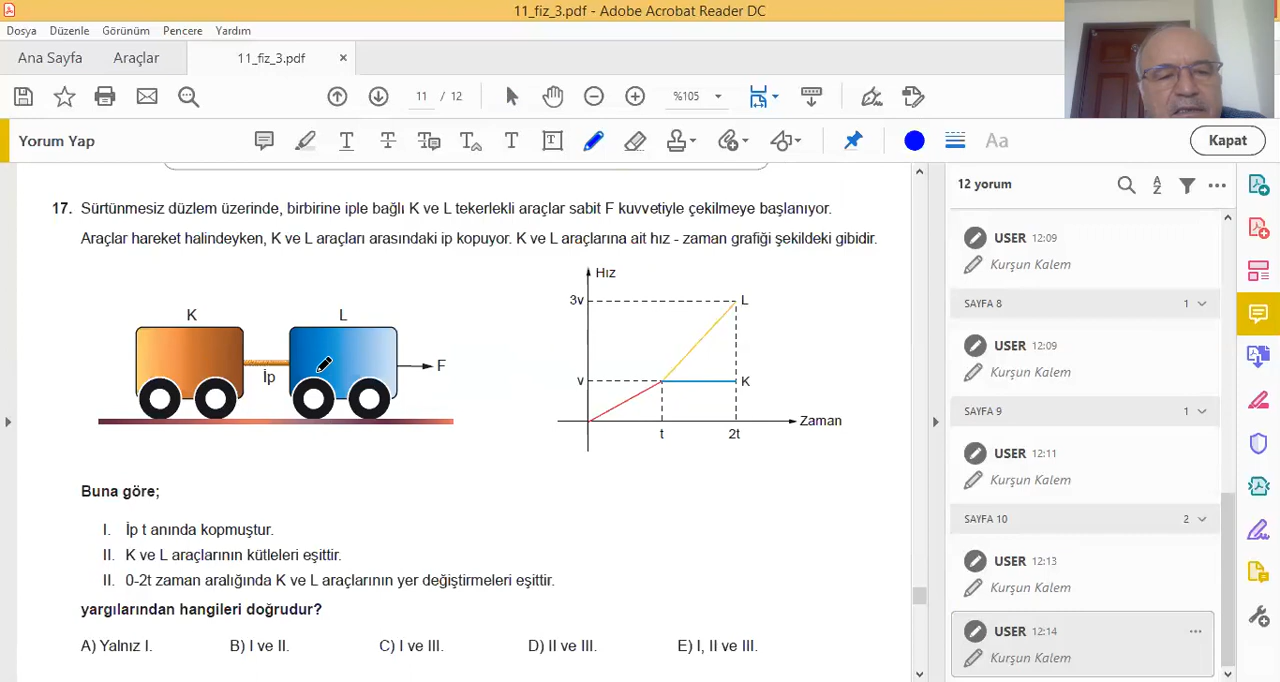 11_fiz_3.pdf - Adobe Acrobat Reader DC
Dosya Düzenle Görünüm Pencere Yardım
Ana Sayfa Araçlar 11_fiz_3.pdf ×
11 / 12 %105
Yorum Yap Aa Kapat
12 yorum
17. Sürtünmesiz düzlem üzerinde, birbirine iple bağlı K ve L tekerlekli araçlar sabit F kuvvetiyle çekilmeye başlanıyor.
Araçlar hareket halindeyken, K ve L araçları arasındaki ip kopuyor. K ve L araçlarına ait hız - zaman grafiği şekildeki gibidir.
K L
İp
F
Hız
3v L
v K
t 2t
Zaman
Buna göre;
I. İp t anında kopmuştur.
II. K ve L araçlarının kütleleri eşittir.
II. 0-2t zaman aralığında K ve L araçlarının yer değiştirmeleri eşittir.
yargılarından hangileri doğrudur?
A) Yalnız I. B) I ve II. C) I ve III. D) II ve III. E) I, II ve III.
USER 12:09
Kurşun Kalem
SAYFA 8 1
USER 12:09
Kurşun Kalem
SAYFA 9 1
USER 12:11
Kurşun Kalem
SAYFA 10 2
USER 12:13
Kurşun Kalem
USER 12:14
Kurşun Kalem